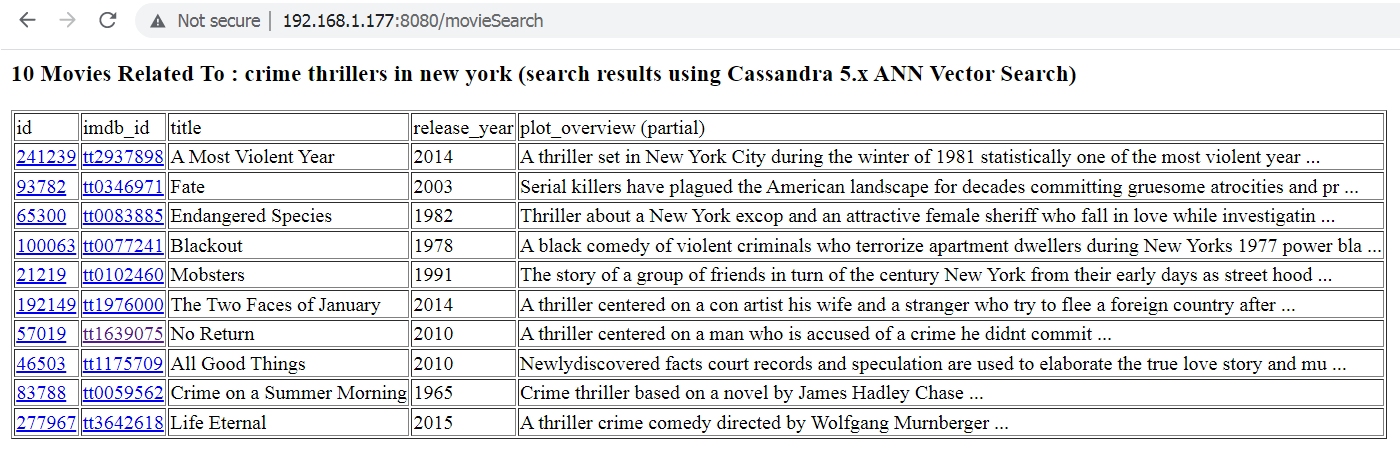 Not secure | 192.168.1.177:8080/movieSearch
10 Movies Related To : crime thrillers in new york (search results using Cassandra 5.x ANN Vector Search)
id imdb_id title release_year plot_overview (partial)
241239 tt2937898 A Most Violent Year 2014 A thriller set in New York City during the winter of 1981 statistically one of the most violent year ...
93782 tt0346971 Fate 2003 Serial killers have plagued the American landscape for decades committing gruesome atrocities and pr ...
65300 tt0083885 Endangered Species 1982 Thriller about a New York excop and an attractive female sheriff who fall in love while investigatin ...
100063 tt0077241 Blackout 1978 A black comedy of violent criminals who terrorize apartment dwellers during New Yorks 1977 power bla ...
21219 tt0102460 Mobsters 1991 The story of a group of friends in turn of the century New York from their early days as street hood ...
192149 tt1976000 The Two Faces of January 2014 A thriller centered on a con artist his wife and a stranger who try to flee a foreign country after ...
57019 tt1639075 No Return 2010 A thriller centered on a man who is accused of a crime he didnt commit ...
46503 tt1175709 All Good Things 2010 Newlydiscovered facts court records and speculation are used to elaborate the true love story and mu ...
83788 tt0059562 Crime on a Summer Morning 1965 Crime thriller based on a novel by James Hadley Chase ...
277967 tt3642618 Life Eternal 2015 A thriller crime comedy directed by Wolfgang Murnberger ...